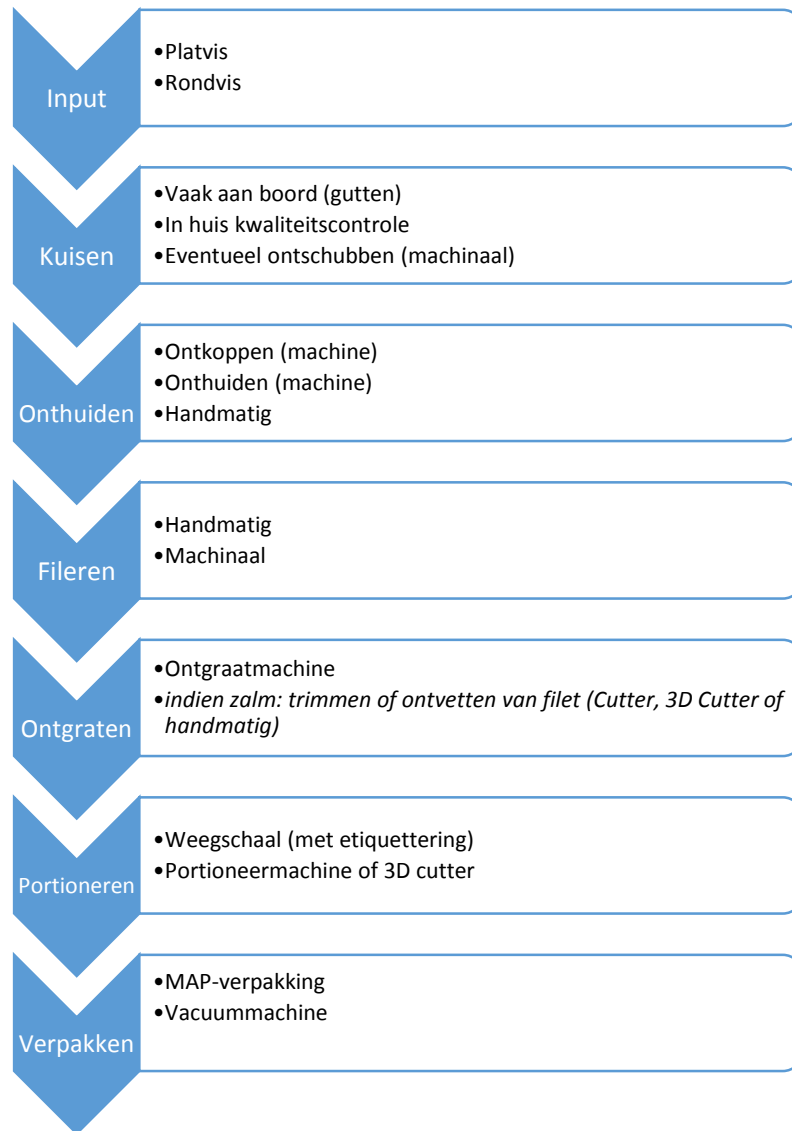 Input
•Platvis
•Rondvis
Kuisen
•Vaak aan boord (gutten)
•In huis kwaliteitscontrole
•Eventueel ontschubben (machinaal)
Onthuiden
•Ontkoppen (machine)
•Onthuiden (machine)
•Handmatig
Fileren
•Handmatig
•Machinaal
Ontgraten
•Ontgraatmachine
•indien zalm: trimmen of ontvetten van filet (Cutter, 3D Cutter of
handmatig)
Portioneren
•Weegschaal (met etiquettering)
•Portioneermachine of 3D cutter
Verpakken
•MAP-verpakking
•Vacuummachine